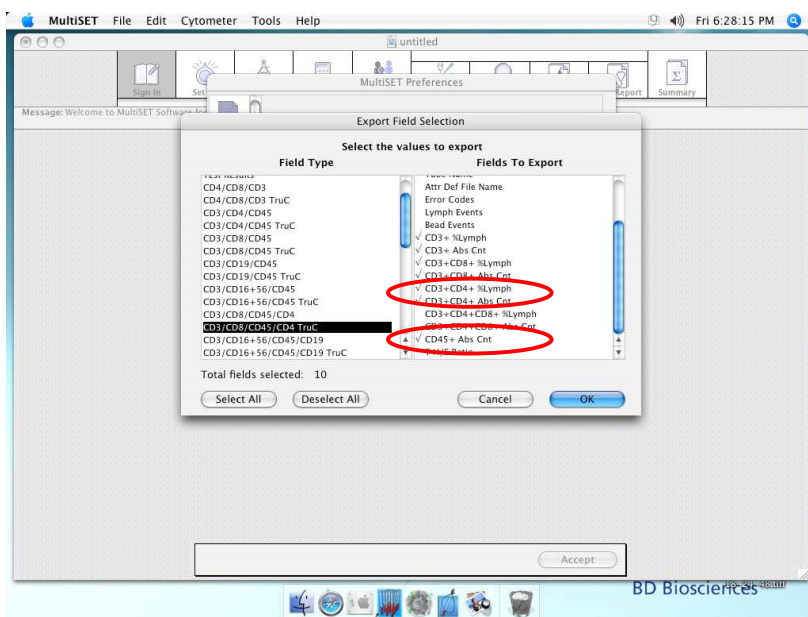 MultiSET File Edit Cytometer Tools Help Fri 6:28:15 PM
untitled
MultiSET Preferences
Sign In Set Report Summary
Message: Welcome to MultiSET Software for
Export Field Selection
Select the values to export
Field Type
Test Results
CD4/CD8/CD3
CD4/CD8/CD3 TruC
CD3/CD4/CD45
CD3/CD4/CD45 TruC
CD3/CD8/CD45
CD3/CD8/CD45 TruC
CD3/CD19/CD45
CD3/CD19/CD45 TruC
CD3/CD16+56/CD45
CD3/CD16+56/CD45 TruC
CD3/CD8/CD45/CD4
CD3/CD8/CD45/CD4 TruC
CD3/CD16+56/CD45/CD19
CD3/CD16+56/CD45/CD19 TruC
Fields To Export
Tube Name
Attr Def File Name
Error Codes
Lymph Events
Bead Events
√ CD3+ %Lymph
√ CD3+ Abs Cnt
√ CD3+CD8+ %Lymph
√ CD3+CD8+ Abs Cnt
√ CD3+CD4+ %Lymph
√ CD3+CD4+ Abs Cnt
CD3+CD4+CD8+ %Lymph
CD3+CD4+CD8+ Abs Cnt
√ CD45+ Abs Cnt
T H/S Ratio
Total fields selected: 10
Select All Deselect All Cancel OK
Accept
BD Biosciences